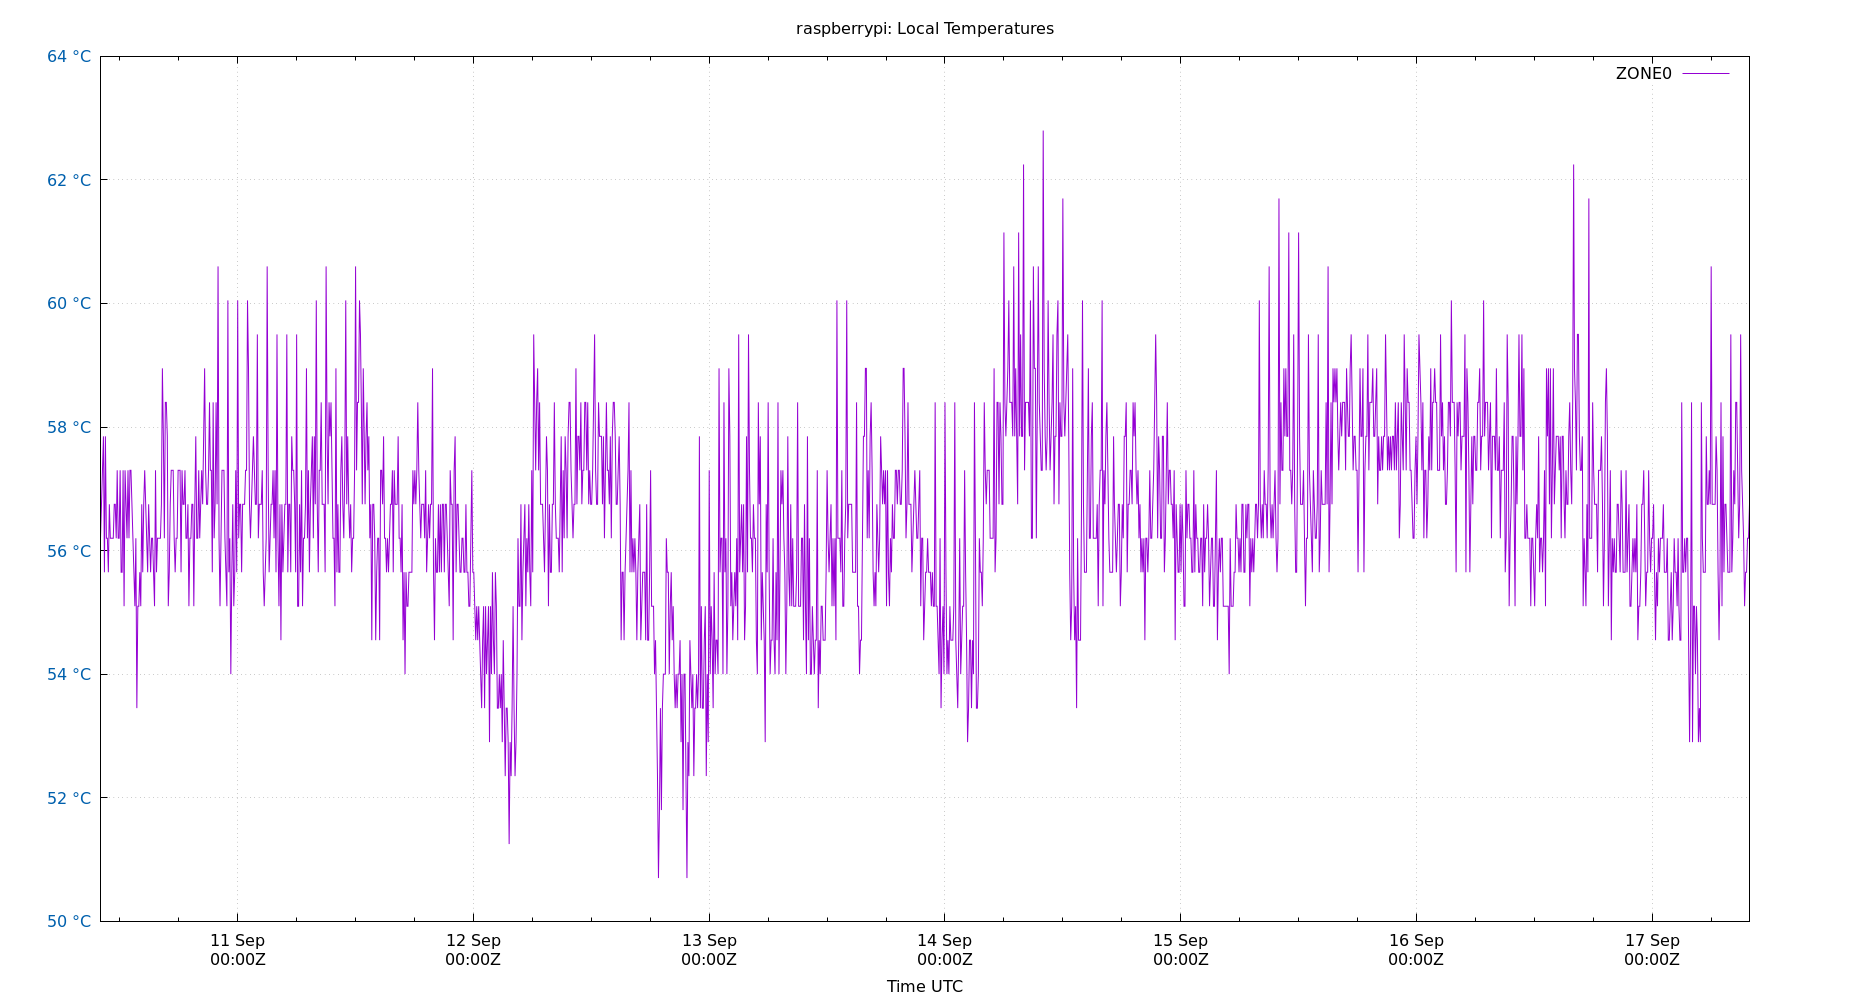 raspberrypi: Local Temperatures
64 °C
ZONE0
62 °C
60 °C
58 °C
56 °C
54 °C
52 °C
50 °C
11 Sep 12 Sep 13 Sep 14 Sep 15 Sep 16 Sep 17 Sep
00:00Z 00:00Z 00:00Z 00:00Z 00:00Z 00:00Z 00:00Z
Time UTC